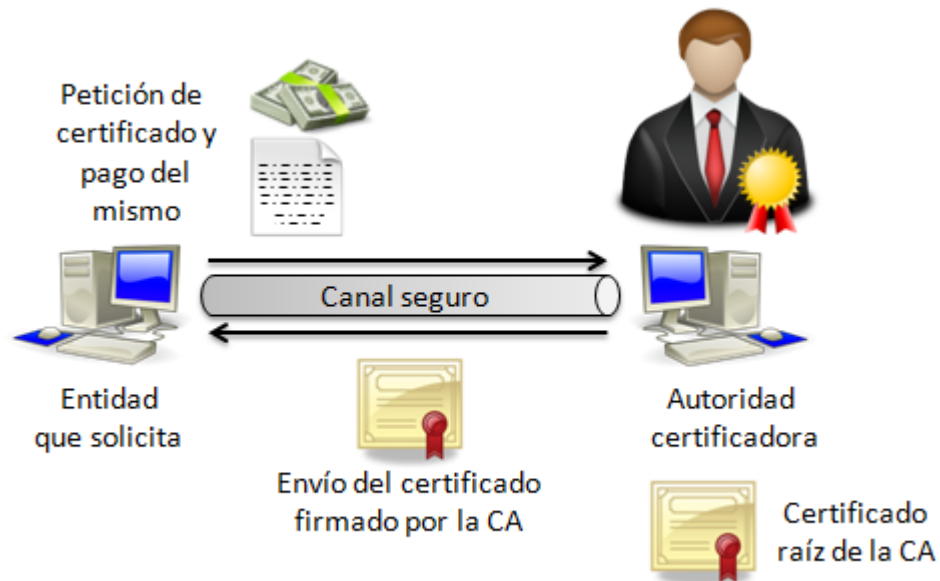 Petición de
certificado y
pago del
mismo
Canal seguro
Entidad
que solicita
Autoridad
certificadora
Envío del certificado
firmado por la CA
Certificado
raíz de la CA